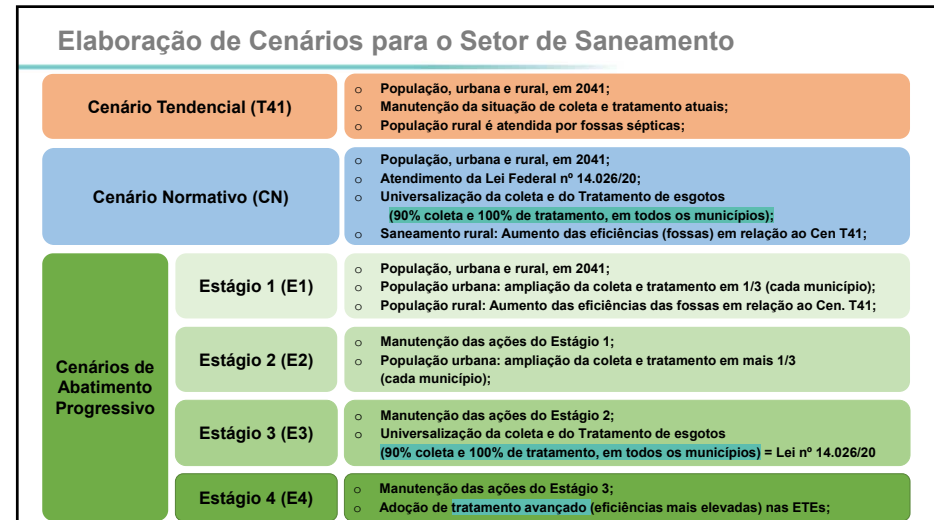 Elaboração de Cenários para o Setor de Saneamento
Cenário Tendencial (T41)
o População, urbana e rural, em 2041;
o Manutenção da situação de coleta e tratamento atuais;
o População rural é atendida por fossas sépticas;
Cenário Normativo (CN)
o População, urbana e rural, em 2041;
o Atendimento da Lei Federal nº 14.026/20;
o Universalização da coleta e do Tratamento de esgotos
(90% coleta e 100% de tratamento, em todos os municípios);
o Saneamento rural: Aumento das eficiências (fossas) em relação ao Cen T41;
Cenários de
Abatimento
Progressivo
Estágio 1 (E1)
o População, urbana e rural, em 2041;
o População urbana: ampliação da coleta e tratamento em 1/3 (cada município);
o População rural: Aumento das eficiências das fossas em relação ao Cen. T41;
Estágio 2 (E2)
o Manutenção das ações do Estágio 1;
o População urbana: ampliação da coleta e tratamento em mais 1/3
(cada município);
Estágio 3 (E3)
o Manutenção das ações do Estágio 2;
o Universalização da coleta e do Tratamento de esgotos
(90% coleta e 100% de tratamento, em todos os municípios) = Lei nº 14.026/20
Estágio 4 (E4)
o Manutenção das ações do Estágio 3;
o Adoção de tratamento avançado (eficiências mais elevadas) nas ETEs;